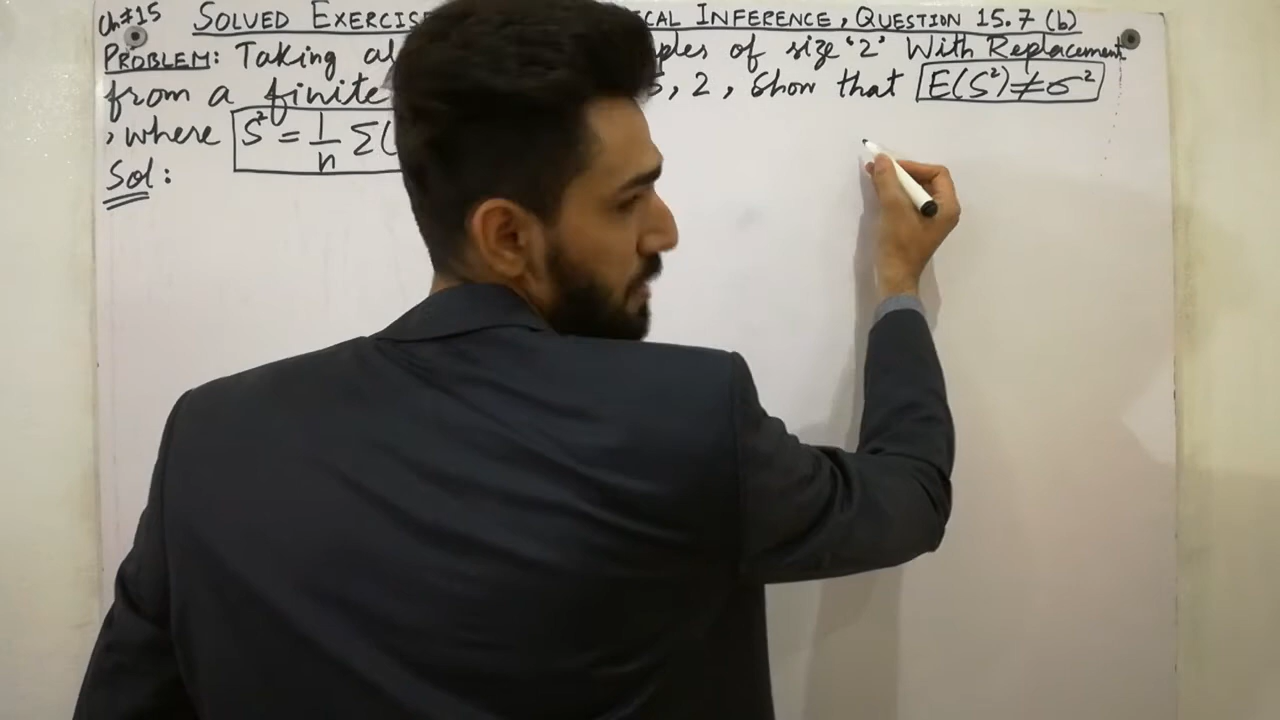 Ch#15 SOLVED EXERCISE ICAL INFERENCE, QUESTION 15.7 (b)
PROBLEM: Taking al ples of size '2' With Replacement
from a finite 5, 2, Show that E(S²)≠σ²
, where S² = 1/n Σ(
Sol: